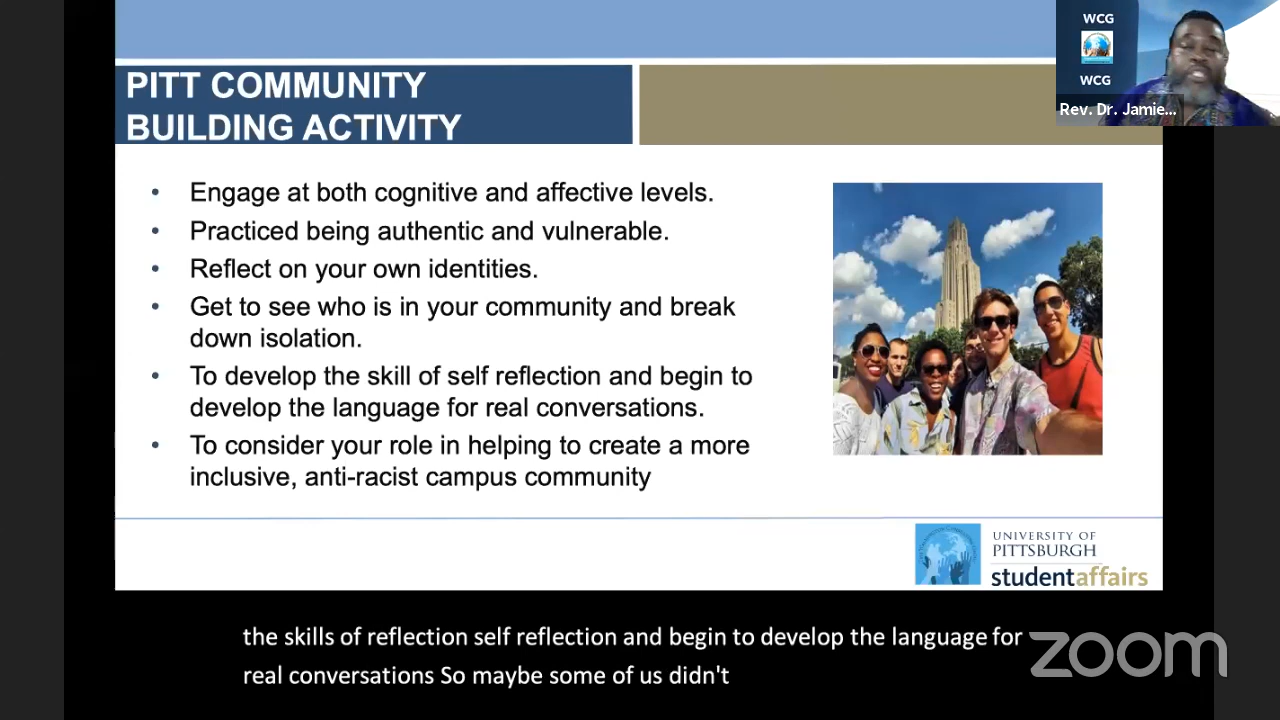 WCG
WCG
Rev. Dr. Jamie...
PITT COMMUNITY
BUILDING ACTIVITY
• Engage at both cognitive and affective levels.
• Practiced being authentic and vulnerable.
• Reflect on your own identities.
• Get to see who is in your community and break
down isolation.
• To develop the skill of self reflection and begin to
develop the language for real conversations.
• To consider your role in helping to create a more
inclusive, anti-racist campus community
UNIVERSITY OF
PITTSBURGH
studentaffairs
the skills of reflection self reflection and begin to develop the language for
real conversations So maybe some of us didn't
zoom